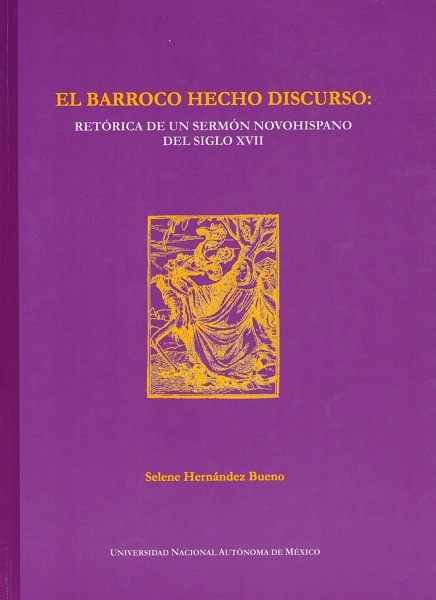 EL BARROCO HECHO DISCURSO:
RETÓRICA DE UN SERMÓN NOVOHISPANO
DEL SIGLO XVII
Selene Hernández Bueno
UNIVERSIDAD NACIONAL AUTÓNOMA DE MÉXICO